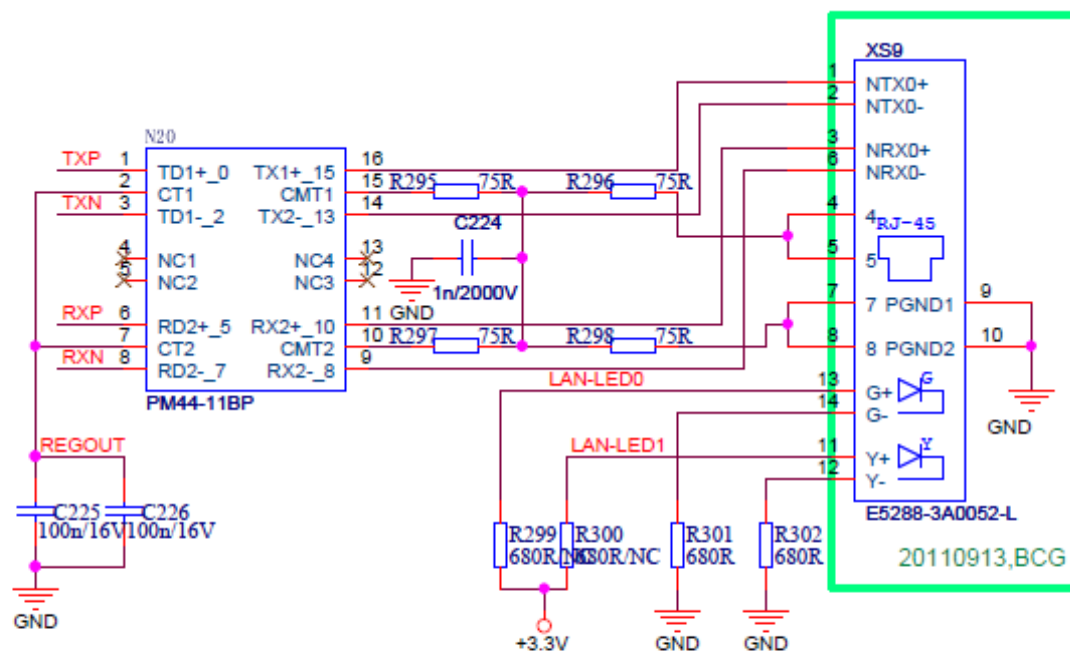 XS9
1
NTX0+
2
NTX0-
3
NRX0+
6
NRX0-
4
4
RJ-45
5
5
7
7 PGND1
9
8
8 PGND2
10
13
G+
G
14
G-
GND
11
Y+
Y
12
Y-
E5288-3A0052-L
20110913,BCG
N20
TXP
1
TD1+_0
TX1+_15
16
2
CT1
CMT1
15
R295
75R
R296
75R
TXN
3
TD1-_2
TX2-_13
14
C224
4
NC1
NC4
13
5
NC2
NC3
12
1n/2000V
GND
RXP
6
RD2+_5
RX2+_10
11
7
CT2
CMT2
10
R297
75R
R298
75R
RXN
8
RD2-_7
RX2-_8
9
PM44-11BP
LAN-LED0
LAN-LED1
REGOUT
C225
100n/16V
C226
100n/16V
GND
R299
680R/NC
R300
680R/NC
R301
680R
R302
680R
+3.3V
GND
GND